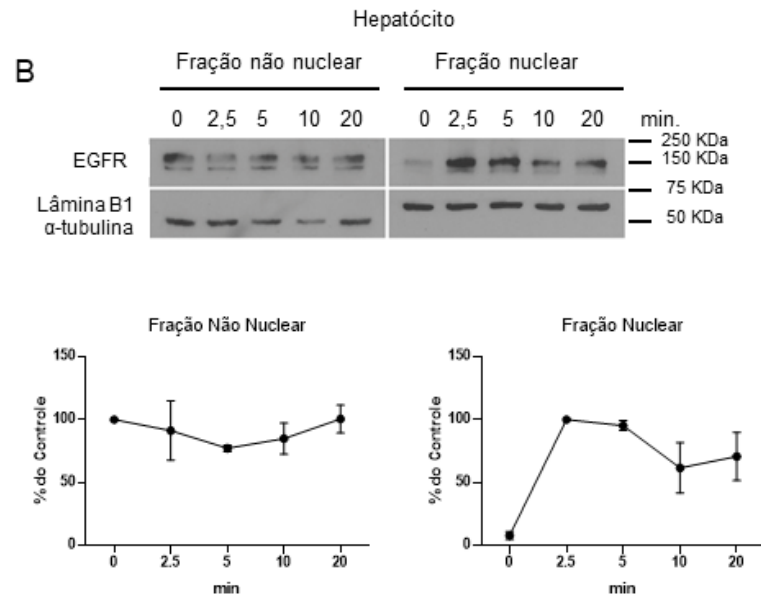 Hepatócito
B
Fração não nuclear
Fração nuclear
0 2,5 5 10 20
0 2,5 5 10 20 min.
EGFR
250 KDa
150 KDa
75 KDa
Lâmina B1
α-tubulina
50 KDa
Fração Não Nuclear
% do Controle
150
100
50
0
0 2.5 5 10 20
min
Fração Nuclear
% do Controle
150
100
50
0
0 2.5 5 10 20
min